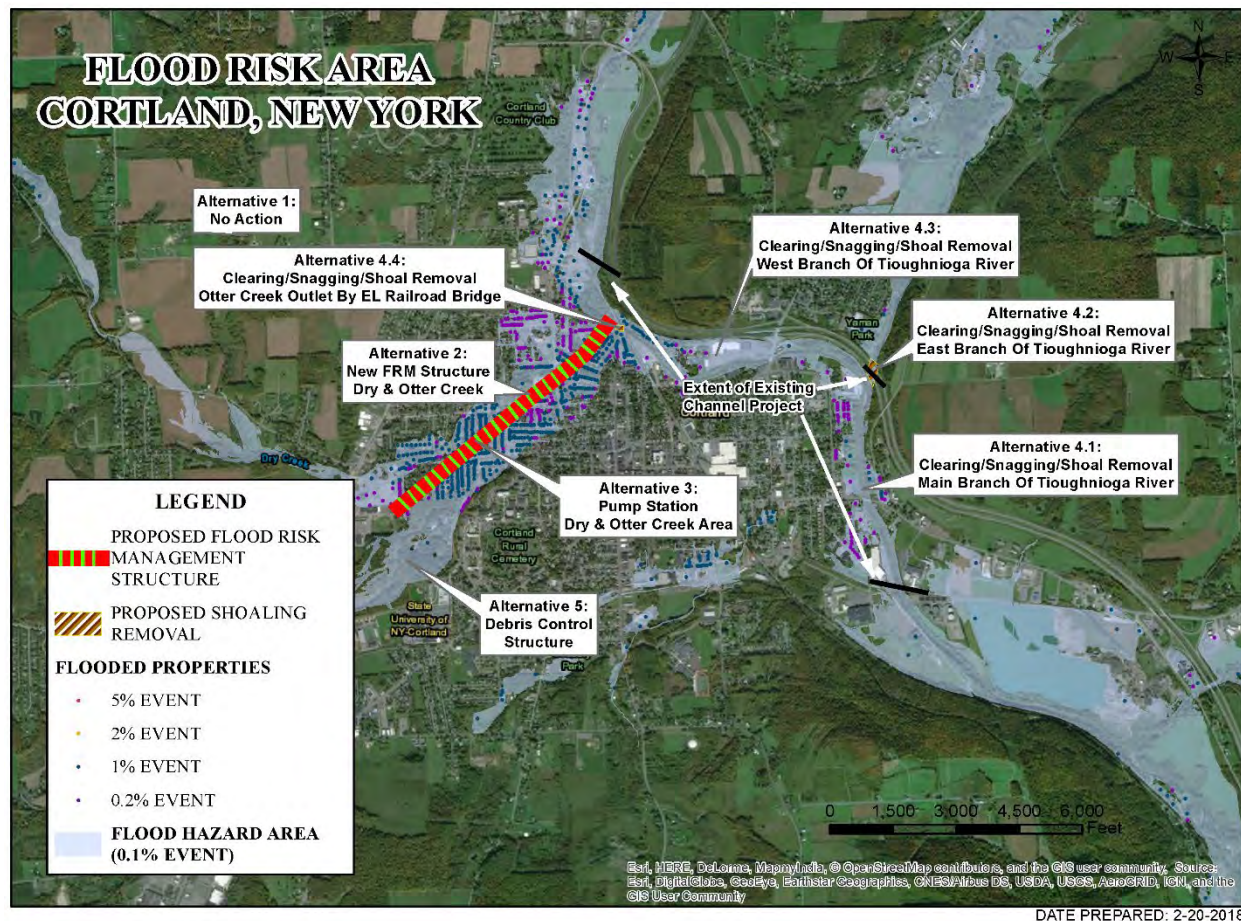 FLOOD RISK AREA
CORTLAND, NEW YORK
N
W E
S
Cortland
Country Club
Alternative 1:
No Action
Alternative 4.4:
Clearing/Snagging/Shoal Removal
Otter Creek Outlet By EL Railroad Bridge
Alternative 4.3:
Clearing/Snagging/Shoal Removal
West Branch Of Tioughnioga River
Yaman
Park
Alternative 4.2:
Clearing/Snagging/Shoal Removal
East Branch Of Tioughnioga River
Alternative 2:
New FRM Structure
Dry & Otter Creek
Extent of Existing
Channel Project
Cortland
Dry Creek
Alternative 4.1:
Clearing/Snagging/Shoal Removal
Main Branch Of Tioughnioga River
Alternative 3:
Pump Station
Dry & Otter Creek Area
Cortland
Rural
Cemetery
Alternative 5:
Debris Control
Structure
State
University of
NY-Cortland
Park
LEGEND
PROPOSED FLOOD RISK
MANAGEMENT
STRUCTURE
PROPOSED SHOALING
REMOVAL
FLOODED PROPERTIES
5% EVENT
2% EVENT
1% EVENT
0.2% EVENT
FLOOD HAZARD AREA
(0.1% EVENT)
0 1,500 3,000 4,500 6,000
Feet
Esri, HERE, DeLorme, MapmyIndia, © OpenStreetMap contributors, and the GIS user community, Source:
Esri, DigitalGlobe, GeoEye, Earthstar Geographics, CNES/Airbus DS, USDA, USGS, AeroGRID, IGN, and the
GIS User Community
DATE PREPARED: 2-20-2018